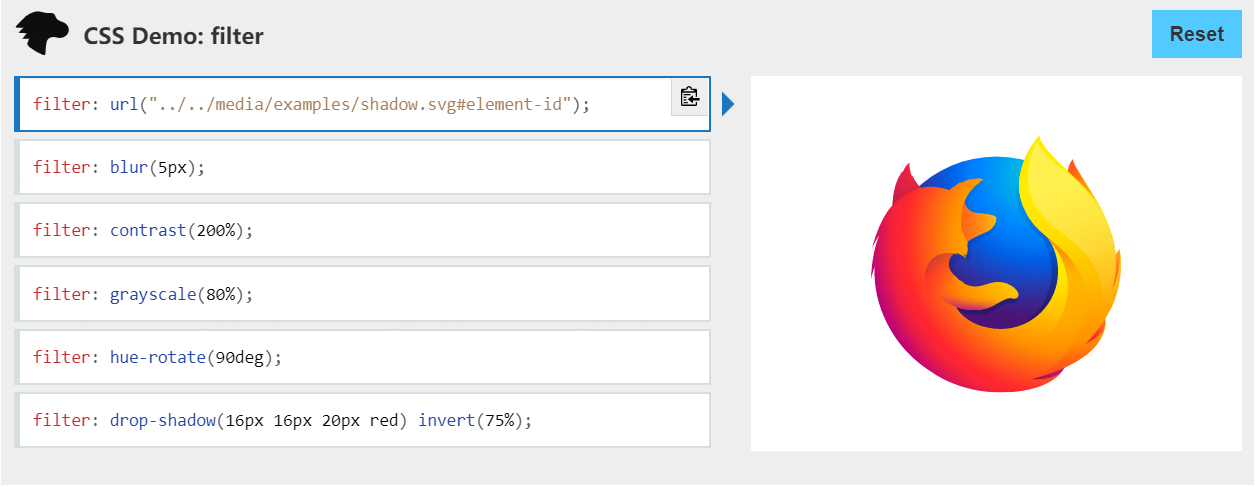 CSS Demo: filter
Reset
filter: url("../../media/examples/shadow.svg#element-id");
filter: blur(5px);
filter: contrast(200%);
filter: grayscale(80%);
filter: hue-rotate(90deg);
filter: drop-shadow(16px 16px 20px red) invert(75%);